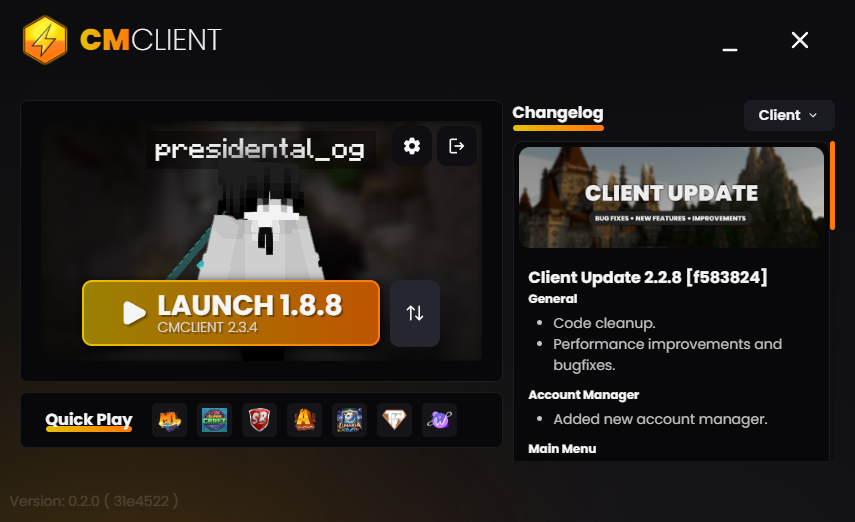 CMCLIENT
presidental_og
LAUNCH 1.8.8
CMCLIENT 2.3.4
Quick Play
Changelog
Client
CLIENT UPDATE
BUG FIXES • NEW FEATURES • IMPROVEMENTS
Client Update 2.2.8 [f583824]
General
• Code cleanup.
• Performance improvements and
bugfixes.
Account Manager
• Added new account manager.
Main Menu
Version: 0.2.0 ( 31e4522 )